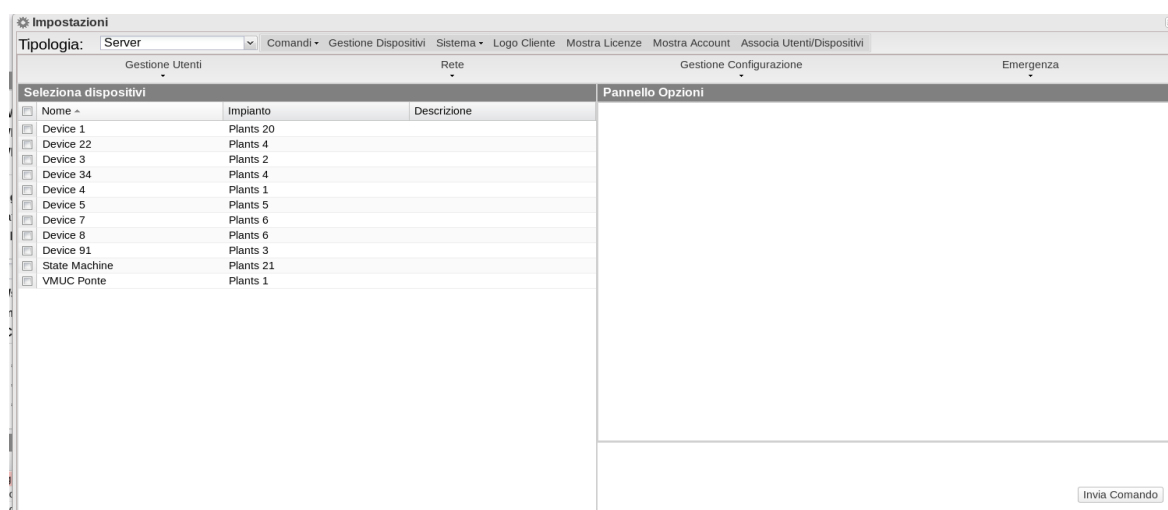 Impostazioni
Tipologia: Server Comandi Gestione Dispositivi Sistema Logo Cliente Mostra Licenze Mostra Account Associa Utenti/Dispositivi
Gestione Utenti Rete Gestione Configurazione Emergenza
Seleziona dispositivi Pannello Opzioni
Nome Impianto Descrizione
Device 1 Plants 20
Device 22 Plants 4
Device 3 Plants 2
Device 34 Plants 4
Device 4 Plants 1
Device 5 Plants 5
Device 7 Plants 6
Device 8 Plants 6
Device 91 Plants 3
State Machine Plants 21
VMUC Ponte Plants 1
Invia Comando